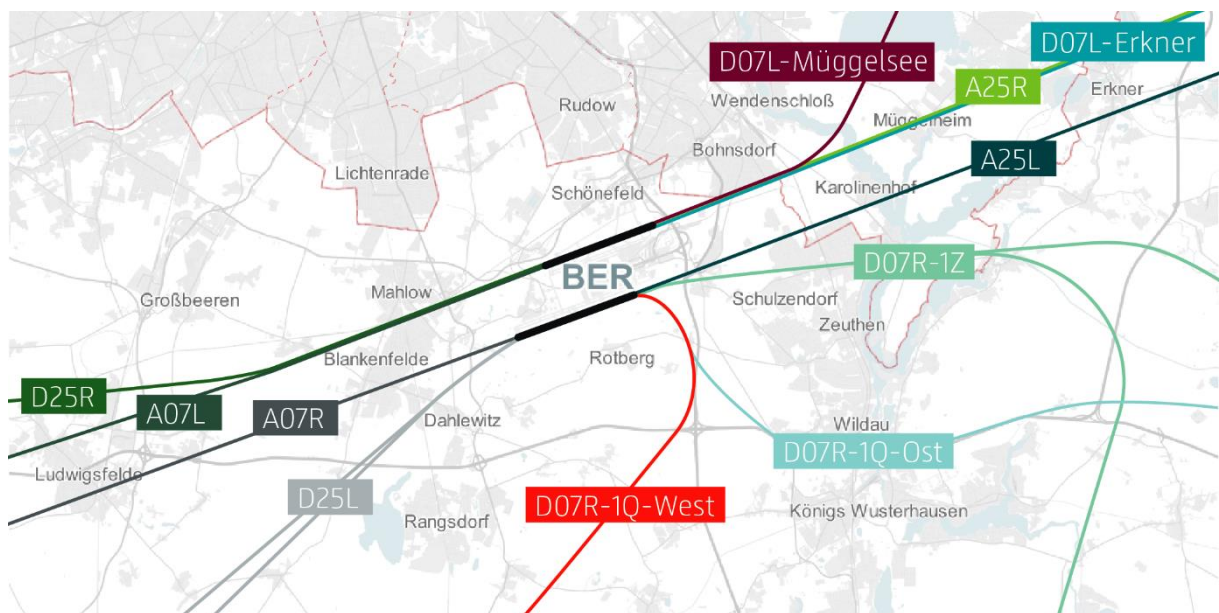 D07L-Müggelsee
D07L-Erkner
A25R
Erkner
Rudow
Wendenschloß
Müggelheim
Bohnsdorf
Lichtenrade
Schönefeld
Karolinenhof
A25L
BER
D07R-1Z
Großbeeren
Mahlow
Schulzendorf
Zeuthen
Blankenfelde
Rotberg
D25R
A07L
A07R
Dahlewitz
Wildau
D07R-1Q-Ost
Ludwigsfelde
D25L
Rangsdorf
D07R-1Q-West
Königs Wusterhausen